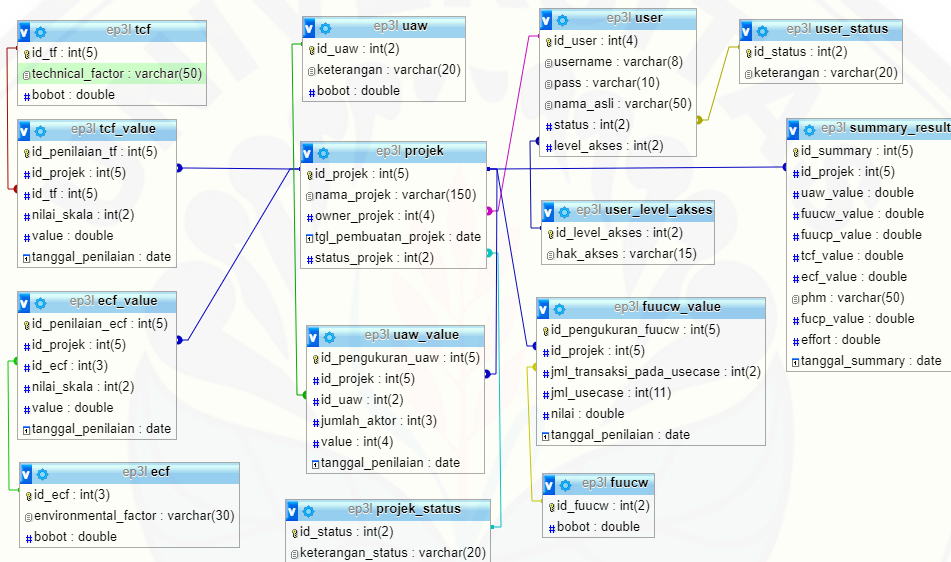 ep3l tcf
id_tf : int(5)
technical_factor : varchar(50)
bobot : double
ep3l uaw
id_uaw : int(2)
keterangan : varchar(20)
bobot : double
ep3l user
id_user : int(4)
username : varchar(8)
pass : varchar(10)
nama_asli : varchar(50)
status : int(2)
level_akses : int(2)
ep3l user_status
id_status : int(2)
keterangan : varchar(20)
ep3l tcf_value
id_penilaian_tf : int(5)
id_projek : int(5)
id_tf : int(5)
nilai_skala : int(2)
value : double
tanggal_penilaian : date
ep3l projek
id_projek : int(5)
nama_projek : varchar(150)
owner_projek : int(4)
tgl_pembuatan_projek : date
status_projek : int(2)
ep3l user_level_akses
id_level_akses : int(2)
hak_akses : varchar(15)
ep3l summary_result
id_summary : int(5)
id_projek : int(5)
uaw_value : double
fuucw_value : double
fuucp_value : double
tcf_value : double
ecf_value : double
phm : varchar(50)
fucp_value : double
effort : double
tanggal_summary : date
ep3l ecf_value
id_penilaian_ecf : int(5)
id_projek : int(5)
id_ecf : int(3)
nilai_skala : int(2)
value : double
tanggal_penilaian : date
ep3l uaw_value
id_pengukuran_uaw : int(5)
id_projek : int(5)
id_uaw : int(2)
jumlah_aktor : int(3)
value : int(4)
tanggal_penilaian : date
ep3l fuucw_value
id_pengukuran_fuucw : int(5)
id_projek : int(5)
jml_transaksi_pada_usecase : int(2)
jml_usecase : int(11)
nilai : double
tanggal_penilaian : date
ep3l ecf
id_ecf : int(3)
environmental_factor : varchar(30)
bobot : double
ep3l projek_status
id_status : int(2)
keterangan_status : varchar(20)
ep3l fuucw
id_fuucw : int(2)
bobot : double